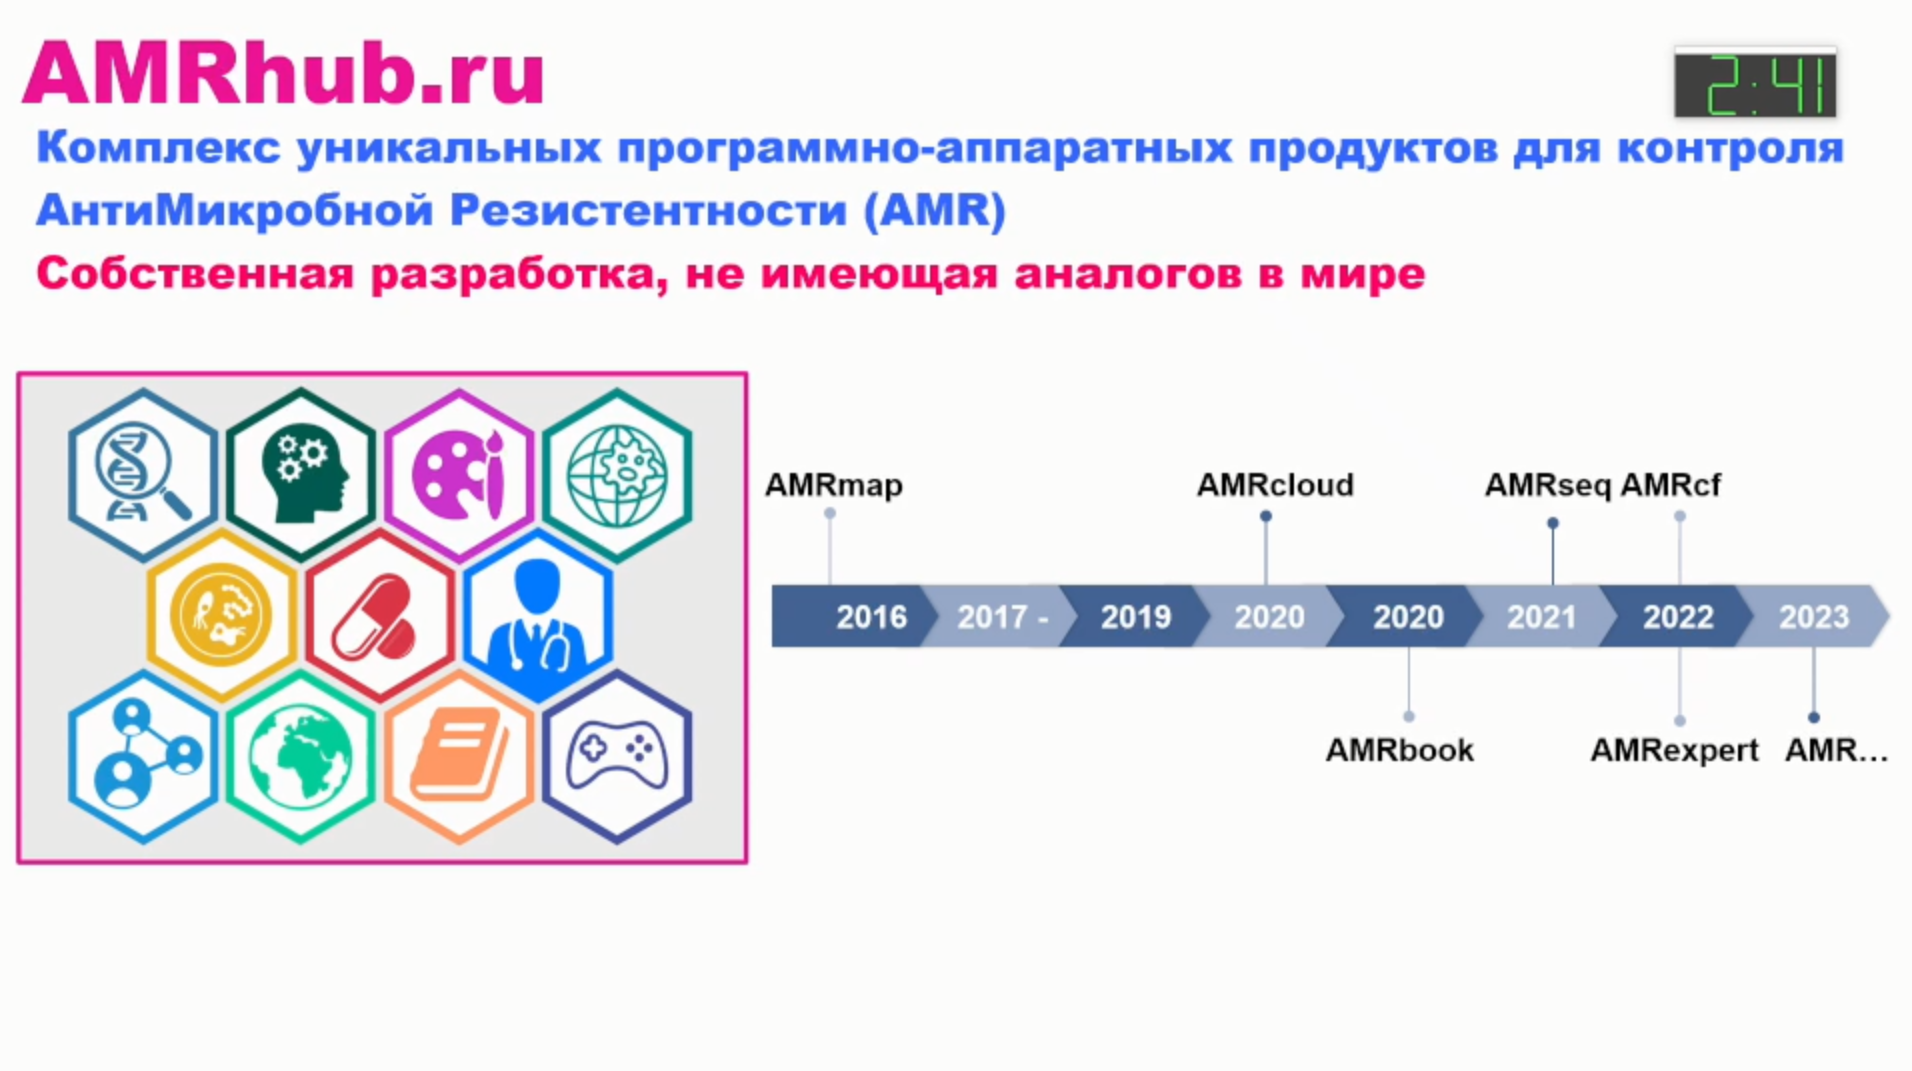 AMRhub.ru
2:41
Комплекс уникальных программно-аппаратных продуктов для контроля
АнтиМикробной Резистентности (AMR)
Собственная разработка, не имеющая аналогов в мире
AMRmap
AMRcloud
AMRseq
AMRcf
2016
2017 -
2019
2020
2020
2021
2022
2023
AMRbook
AMRexpert
AMR...